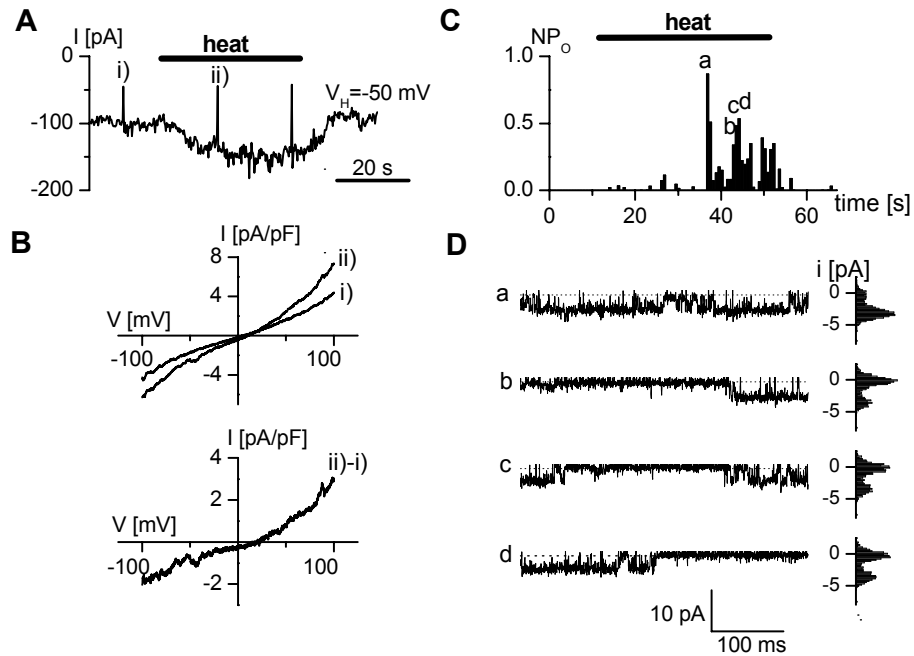 A
I [pA]
heat
0
i)
ii)
V_H=-50 mV
-100
-200
20 s
B
I [pA/pF]
8
ii)
i)
4
V [mV]
-100
100
-4
I [pA/pF]
4
ii)-i)
2
V [mV]
-100
100
-2
C
heat
NP_O
1.0
a
c d
b
0.5
0.0
0
20
40
60
time [s]
D
i [pA]
a
0
-5
b
0
-5
c
0
-5
d
0
-5
10 pA
100 ms